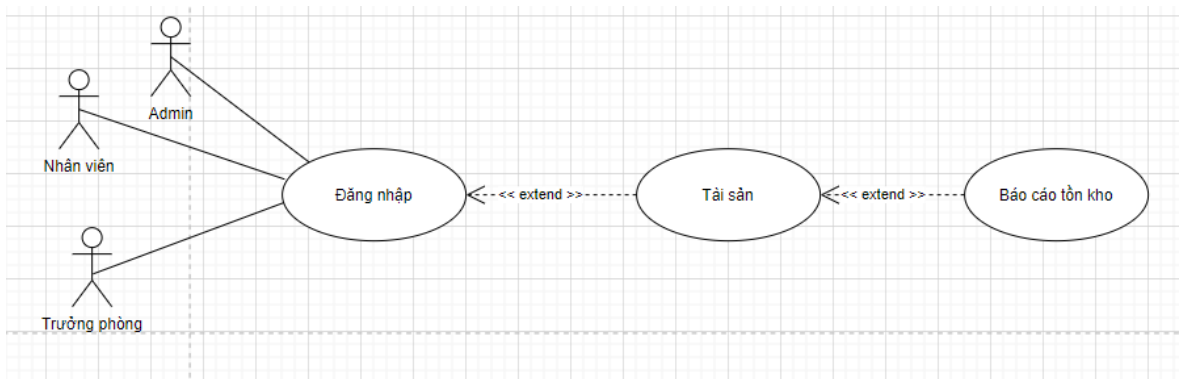 Admin
Nhân viên
Đăng nhập
<< extend >>
Tài sản
<< extend >>
Báo cáo tồn kho
Trưởng phòng